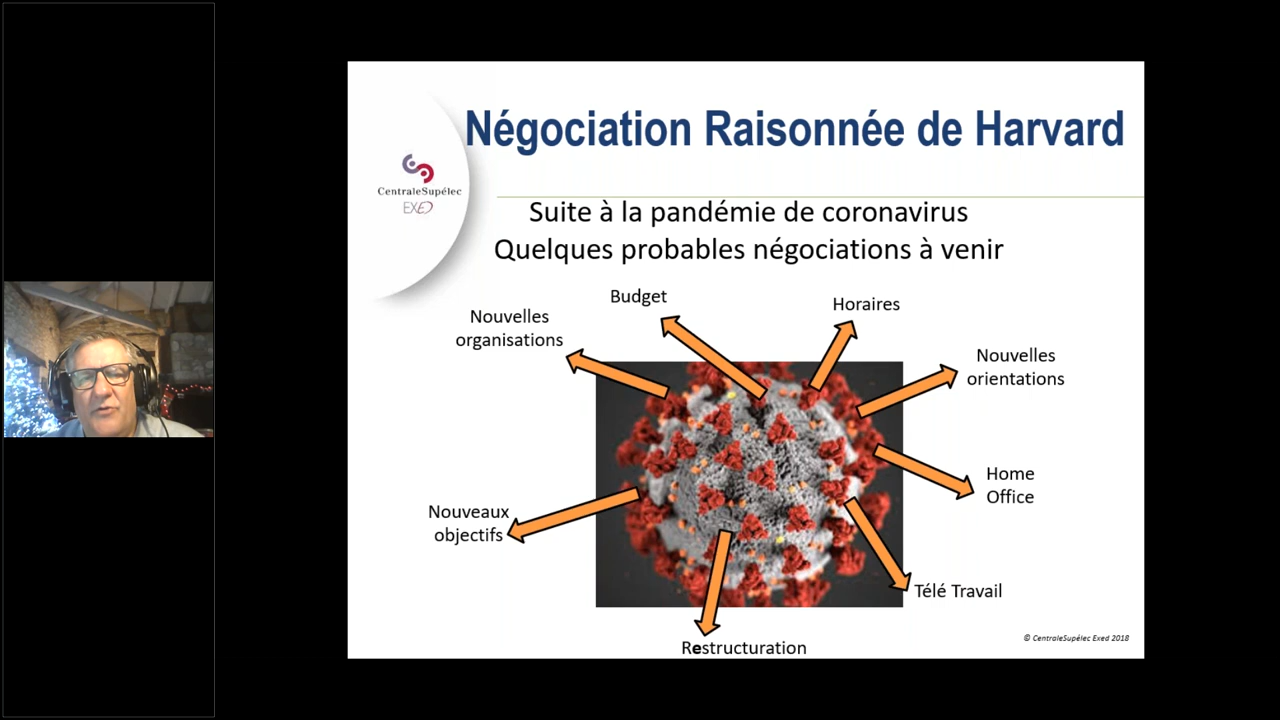 Négociation Raisonnée de Harvard
CentraleSupélec
EXED
Suite à la pandémie de coronavirus
Quelques probables négociations à venir
Budget
Horaires
Nouvelles
organisations
Nouvelles
orientations
Home
Office
Nouveaux
objectifs
Télé Travail
Restructuration
© CentraleSupélec Exed 2018